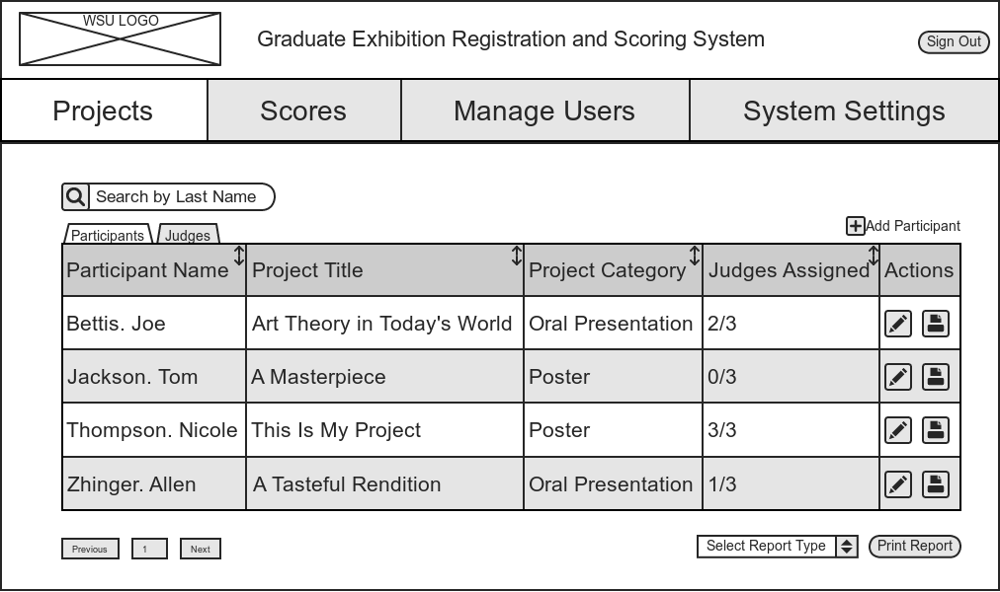 WSU LOGO
Graduate Exhibition Registration and Scoring System
Sign Out
Projects Scores Manage Users System Settings
Search by Last Name
Participants Judges
Add Participant
Participant Name Project Title Project Category Judges Assigned Actions
Bettis. Joe Art Theory in Today's World Oral Presentation 2/3
Jackson. Tom A Masterpiece Poster 0/3
Thompson. Nicole This Is My Project Poster 3/3
Zhinger. Allen A Tasteful Rendition Oral Presentation 1/3
Previous 1 Next Select Report Type Print Report